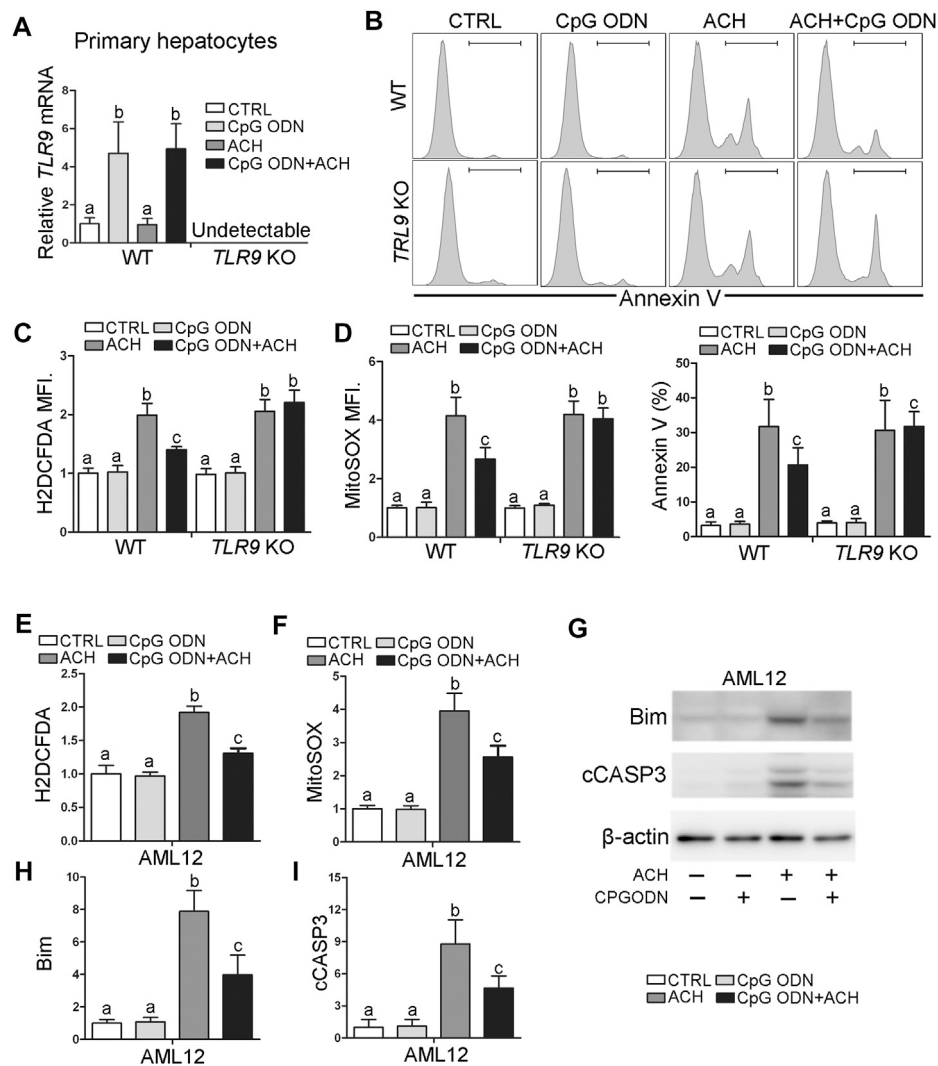 A
Primary hepatocytes
Relative TLR9 mRNA
8
6
4
2
0
a
b
a
b
CTRL
CpG ODN
ACH
CpG ODN+ACH
Undetectable
WT
TLR9 KO
B
CTRL
CpG ODN
ACH
ACH+CpG ODN
WT
TRL9 KO
Annexin V
C
CTRL
CpG ODN
ACH
CpG ODN+ACH
H2DCFDA MFI.
3
2
1
0
a
a
b
c
a
a
b
b
WT
TLR9 KO
D
CTRL
CpG ODN
ACH
CpG ODN+ACH
MitoSOX MFI.
6
4
2
0
a
a
b
c
a
a
b
b
WT
TLR9 KO
CTRL
CpG ODN
ACH
CpG ODN+ACH
Annexin V (%)
50
40
30
20
10
0
a
a
b
c
a
a
b
c
WT
TLR9 KO
E
CTRL
CpG ODN
ACH
CpG ODN+ACH
H2DCFDA
2.5
2.0
1.5
1.0
0.5
0.0
a
a
b
c
AML12
F
CTRL
CpG ODN
ACH
CpG ODN+ACH
MitoSOX
5
4
3
2
1
0
a
a
b
c
AML12
G
AML12
Bim
cCASP3
β-actin
ACH − − + +
CPGODN − + − +
H
Bim
10
8
6
4
2
0
a
a
b
c
AML12
I
cCASP3
15
12
9
6
3
0
a
a
b
c
AML12
CTRL
CpG ODN
ACH
CpG ODN+ACH